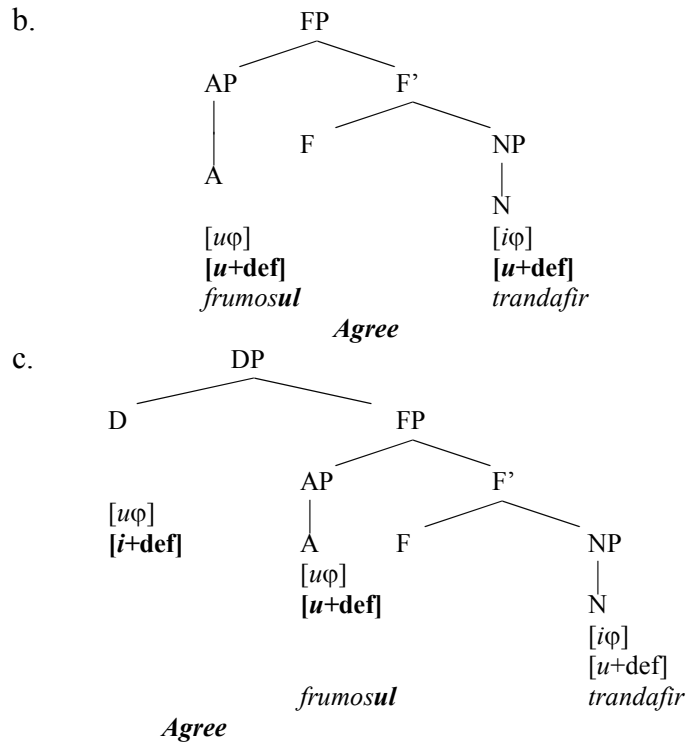 b. FP
AP F’
F NP
A
N
[uφ] [iφ]
[u+def] [u+def]
frumosul trandafir
Agree
c. DP
D FP
AP F’
[uφ]
[i+def] A F NP
[uφ]
[u+def] N
[iφ]
[u+def]
frumosul trandafir
Agree